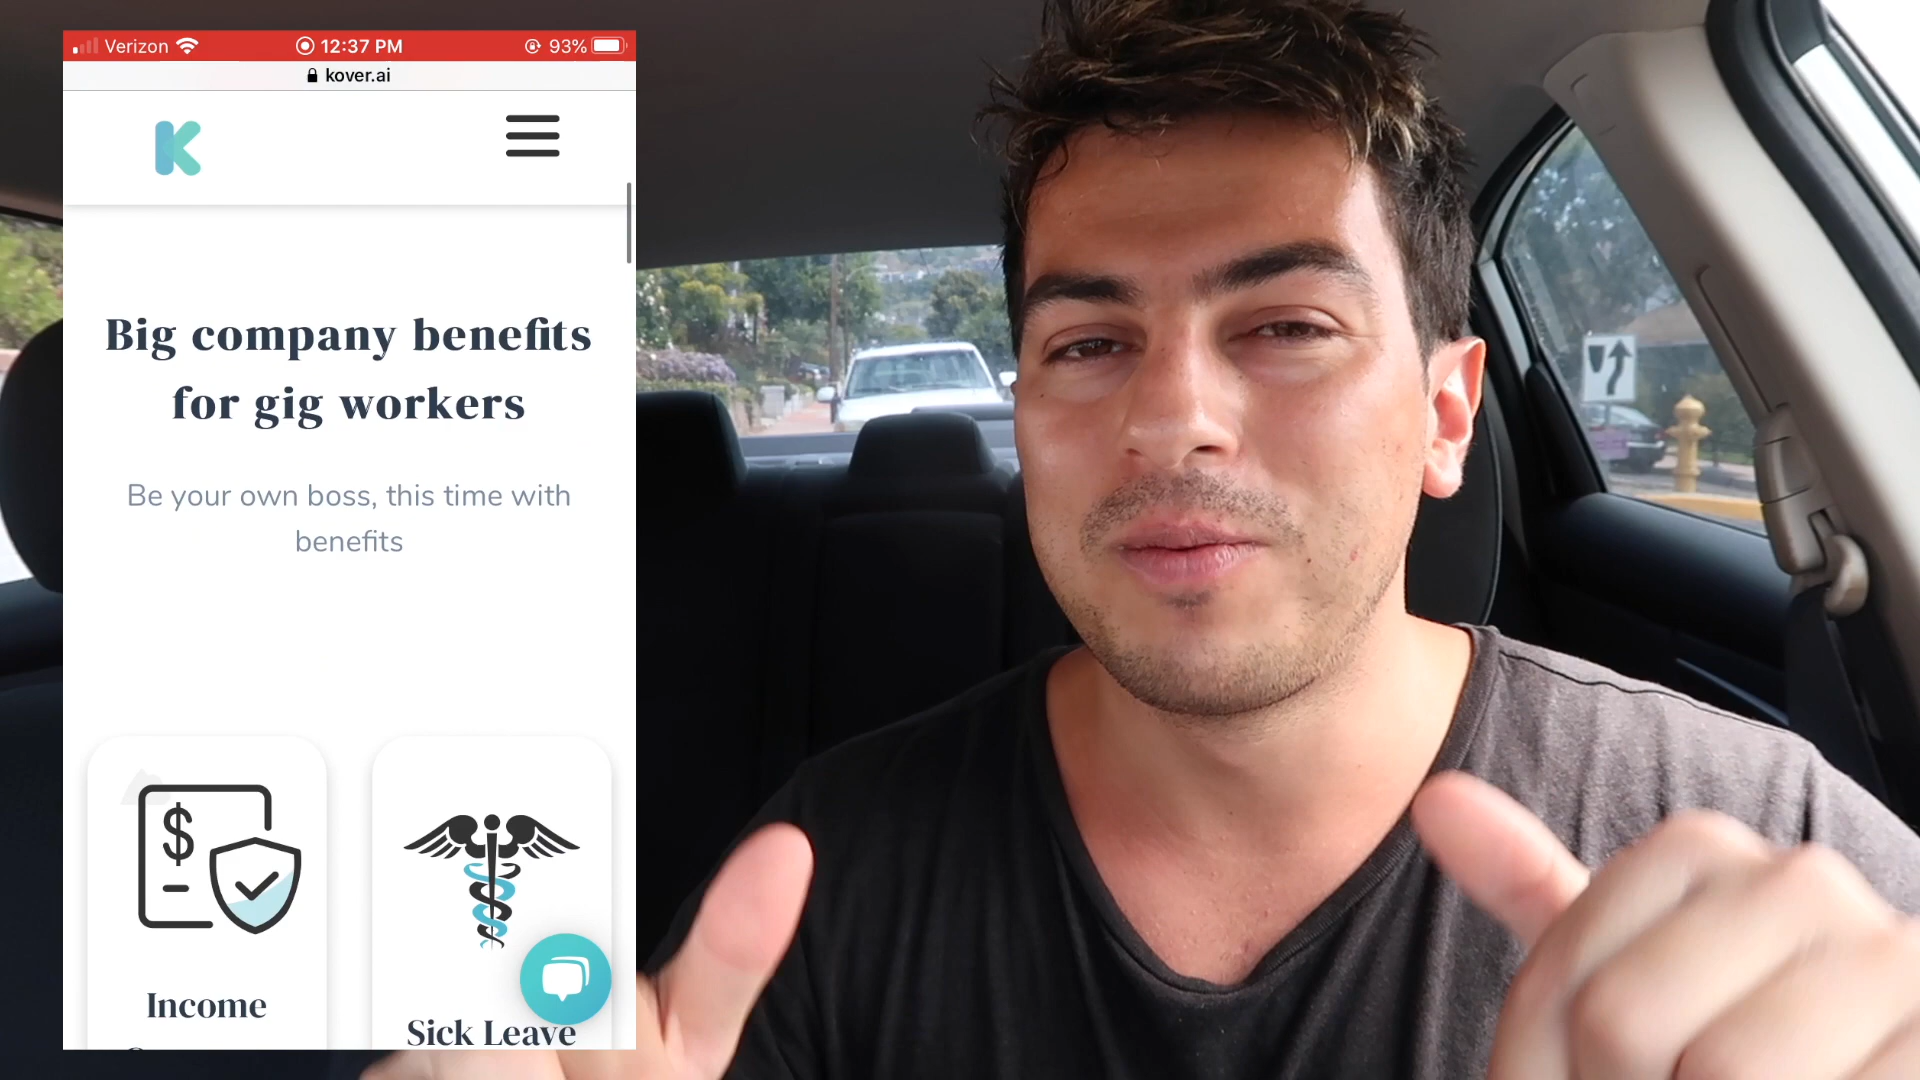 Verizon 12:37 PM 93%
kover.ai
K
Big company benefits
for gig workers
Be your own boss, this time with
benefits
$
Income
Sick Leave